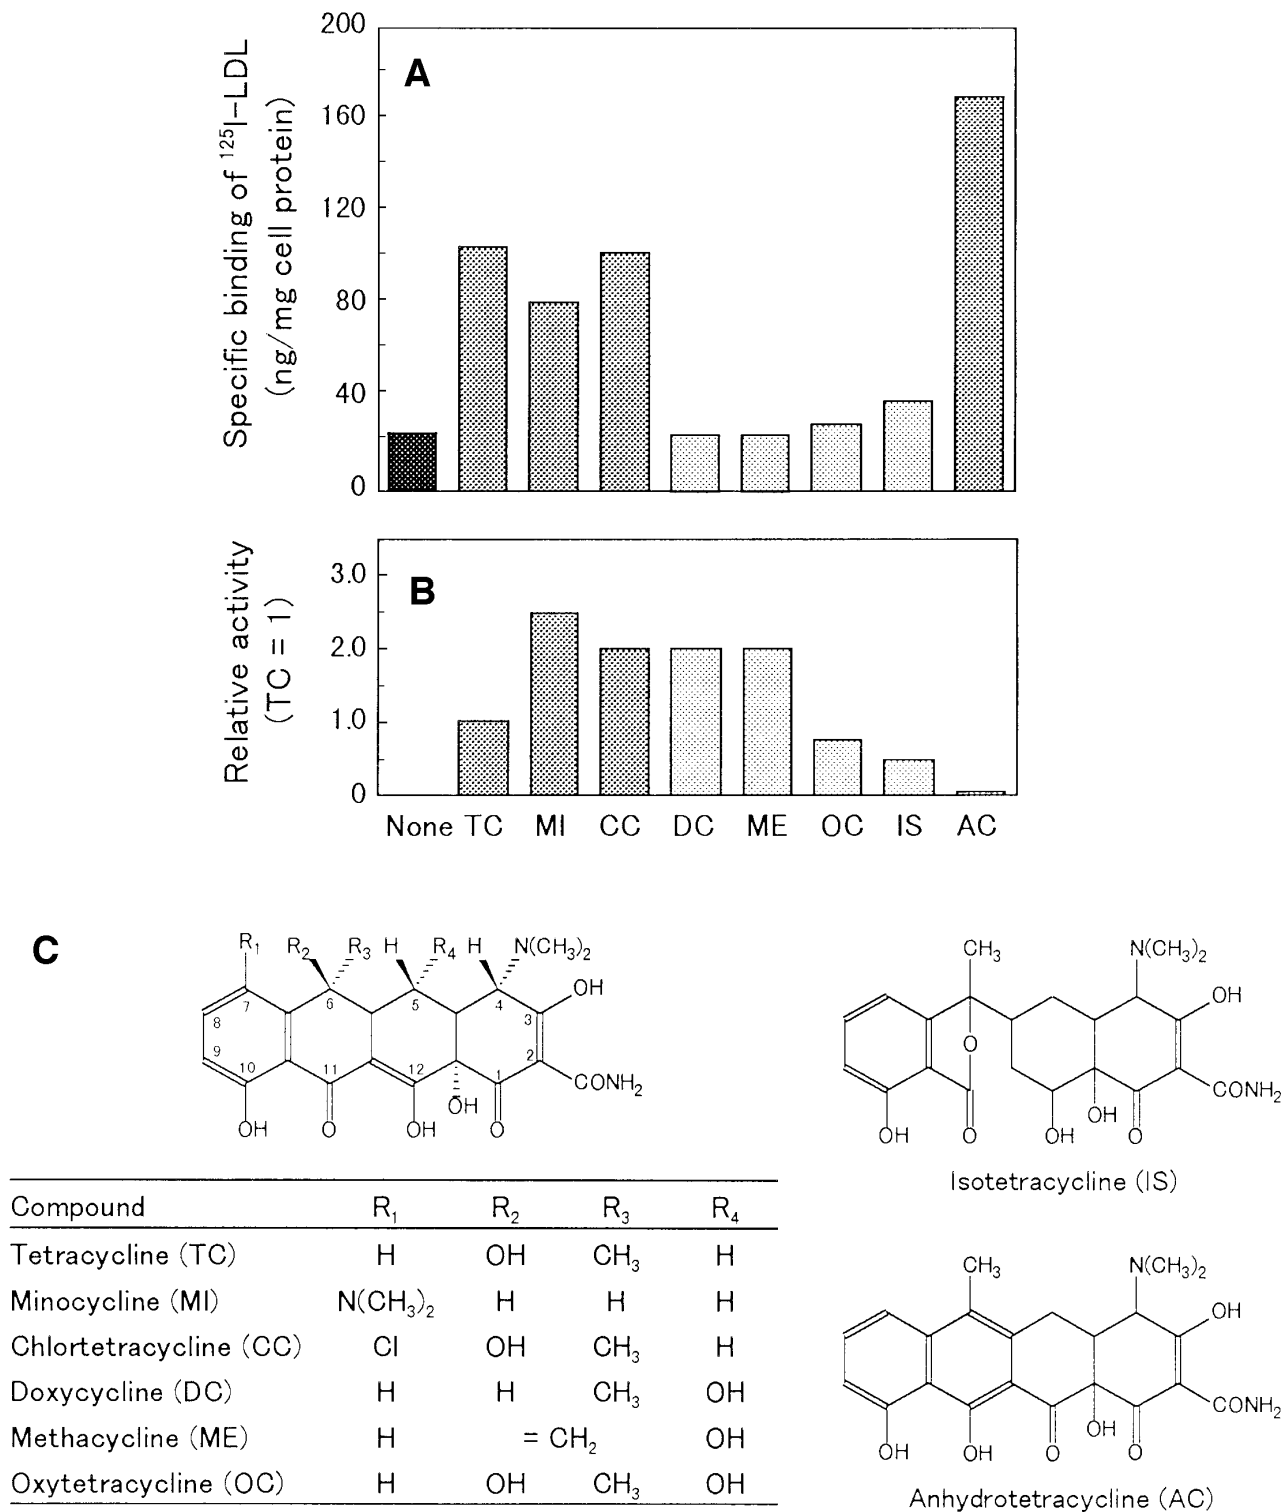 A
Specific binding of ¹²⁵I-LDL
(ng/mg cell protein)
200
160
120
80
40
0
B
Relative activity
(TC = 1)
3.0
2.0
1.0
0
None TC MI CC DC ME OC IS AC
C
R₁ R₂ R₃ H R₄ H N(CH₃)₂
7 6 5 4 OH
8 3
9 2
10 11 12 1 CONH₂
OH
OH O OH O
CH₃ N(CH₃)₂
OH
O
CONH₂
OH
OH O OH O
Isotetracycline (IS)
Compound R₁ R₂ R₃ R₄
Tetracycline (TC) H OH CH₃ H
Minocycline (MI) N(CH₃)₂ H H H
Chlortetracycline (CC) Cl OH CH₃ H
Doxycycline (DC) H H CH₃ OH
Methacycline (ME) H = CH₂ OH
Oxytetracycline (OC) H OH CH₃ OH
CH₃ N(CH₃)₂
OH
CONH₂
OH
OH OH O O
Anhydrotetracycline (AC)